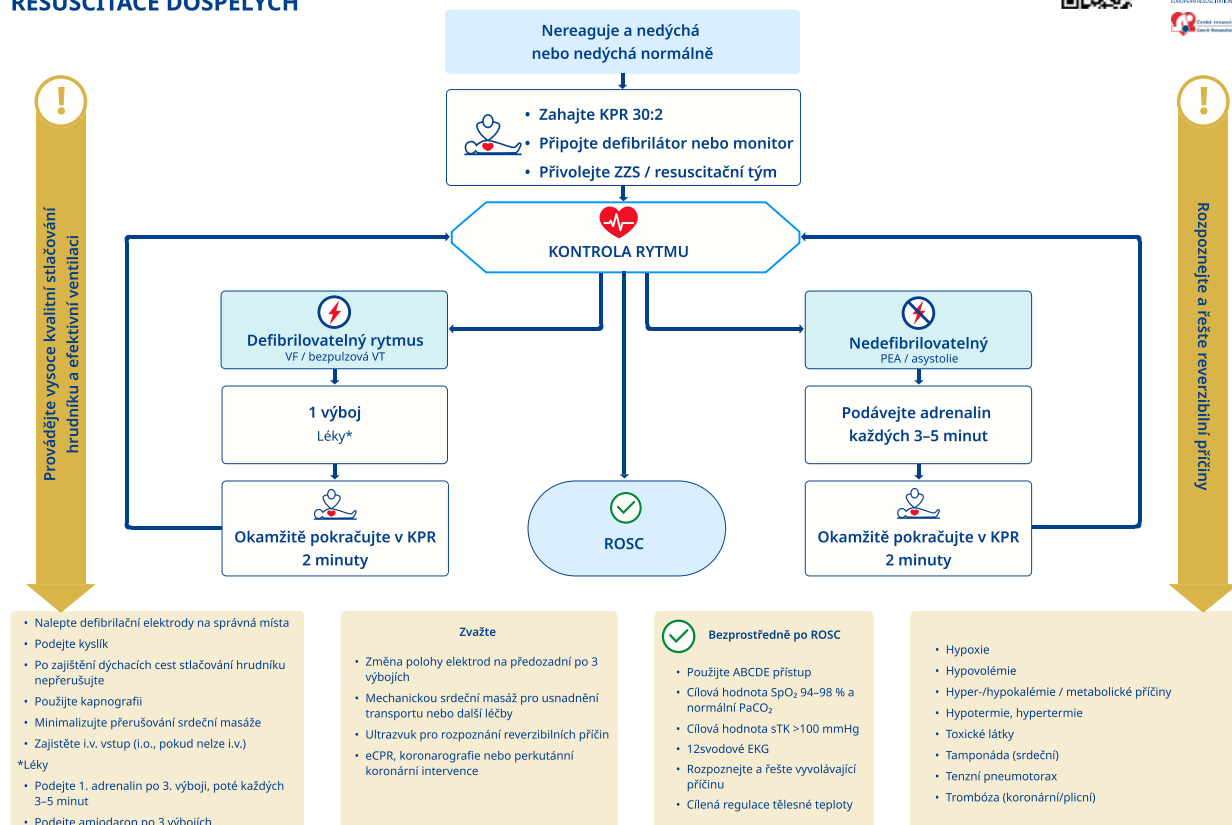 RESUSCITACE DOSPĚLÝCH
EUROPEAN RESUSCITATION
Nereaguje a nedýchá
nebo nedýchá normálně
• Zahajte KPR 30:2
• Připojte defibrilátor nebo monitor
• Přivolejte ZZS / resuscitační tým
KONTROLA RYTMU
!
Provádějte vysoce kvalitní stlačování
hrudníku a efektivní ventilaci
!
Rozpoznejte a řešte reverzibilní příčiny
Defibrilovatelný rytmus
VF / bezpulzová VT
1 výboj
Léky*
Okamžitě pokračujte v KPR
2 minuty
ROSC
Nedefibrilovatelný
PEA / asystolie
Podávejte adrenalin
každých 3–5 minut
Okamžitě pokračujte v KPR
2 minuty
• Nalepte defibrilační elektrody na správná místa
• Podejte kyslík
• Po zajištění dýchacích cest stlačování hrudníku
nepřerušujte
• Použijte kapnografii
• Minimalizujte přerušování srdeční masáže
• Zajistěte i.v. vstup (i.o., pokud nelze i.v.)
*Léky
• Podejte 1. adrenalin po 3. výboji, poté každých
3–5 minut
• Podejte amiodaron po 3 výbojích
Zvažte
• Změna polohy elektrod na předozadní po 3
výbojích
• Mechanickou srdeční masáž pro usnadnění
transportu nebo další léčby
• Ultrazvuk pro rozpoznání reverzibilních příčin
• eCPR, koronarografie nebo perkutánní
koronární intervence
Bezprostředně po ROSC
• Použijte ABCDE přístup
• Cílová hodnota SpO₂ 94–98 % a
normální PaCO₂
• Cílová hodnota sTK >100 mmHg
• 12svodové EKG
• Rozpoznejte a řešte vyvolávající
příčinu
• Cílená regulace tělesné teploty
• Hypoxie
• Hypovolémie
• Hyper-/hypokalémie / metabolické příčiny
• Hypotermie, hypertermie
• Toxické látky
• Tamponáda (srdeční)
• Tenzní pneumotorax
• Trombóza (koronární/plicní)